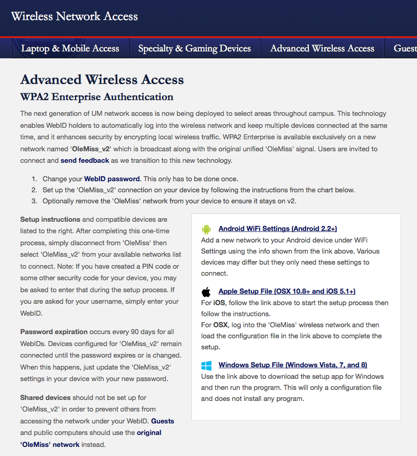 Wireless Network Access
Laptop & Mobile Access
Specialty & Gaming Devices
Advanced Wireless Access
Guest
Advanced Wireless Access
WPA2 Enterprise Authentication
The next generation of UM network access is now being deployed to select areas throughout campus. This technology
enables WebID holders to automatically log into the wireless network and keep multiple devices connected at the same
time, and it enhances security by encrypting local wireless traffic. WPA2 Enterprise is available exclusively on a new
network named 'OleMiss_v2' which is broadcast along with the original unified 'OleMiss' signal. Users are invited to
connect and send feedback as we transition to this new technology.
1. Change your WebID password. This only has to be done once.
2. Set up the 'OleMiss_v2' connection on your device by following the instructions from the chart below.
3. Optionally remove the 'OleMiss' network from your device to ensure it stays on v2.
Setup instructions and compatible devices are
listed to the right. After completing this one-time
process, simply disconnect from 'OleMiss' then
select 'OleMiss_v2' from your available networks list
to connect. Note: If you have created a PIN code or
some other security code for your device, you may
be asked to enter that during the setup process. If
you are asked for your username, simply enter your
WebID.
Password expiration occurs every 90 days for all
WebIDs. Devices configured for 'OleMiss_v2' remain
connected until the password expires or is changed.
When this happens, just update the 'OleMiss_v2'
settings in your device with your new password.
Shared devices should not be set up for
'OleMiss_v2' in order to prevent others from
accessing the network under your WebID. Guests
and public computers should use the original
'OleMiss' network instead.
Android WiFi Settings (Android 2.2+)
Add a new network to your Android device under WiFi
Settings using the info shown from the link above. Various
devices may differ but they only need these settings to
connect.
Apple Setup File (OSX 10.8+ and iOS 5.1+)
For iOS, follow the link above to start the setup process then
follow the instructions.
For OSX, log into the 'OleMiss' wireless network and then
load the configuration file in the link above to complete the
setup.
Windows Setup File (Windows Vista, 7, and 8)
Use the link above to download the setup app for Windows
and then run the program. This will only a configuration file
and does not install any program.